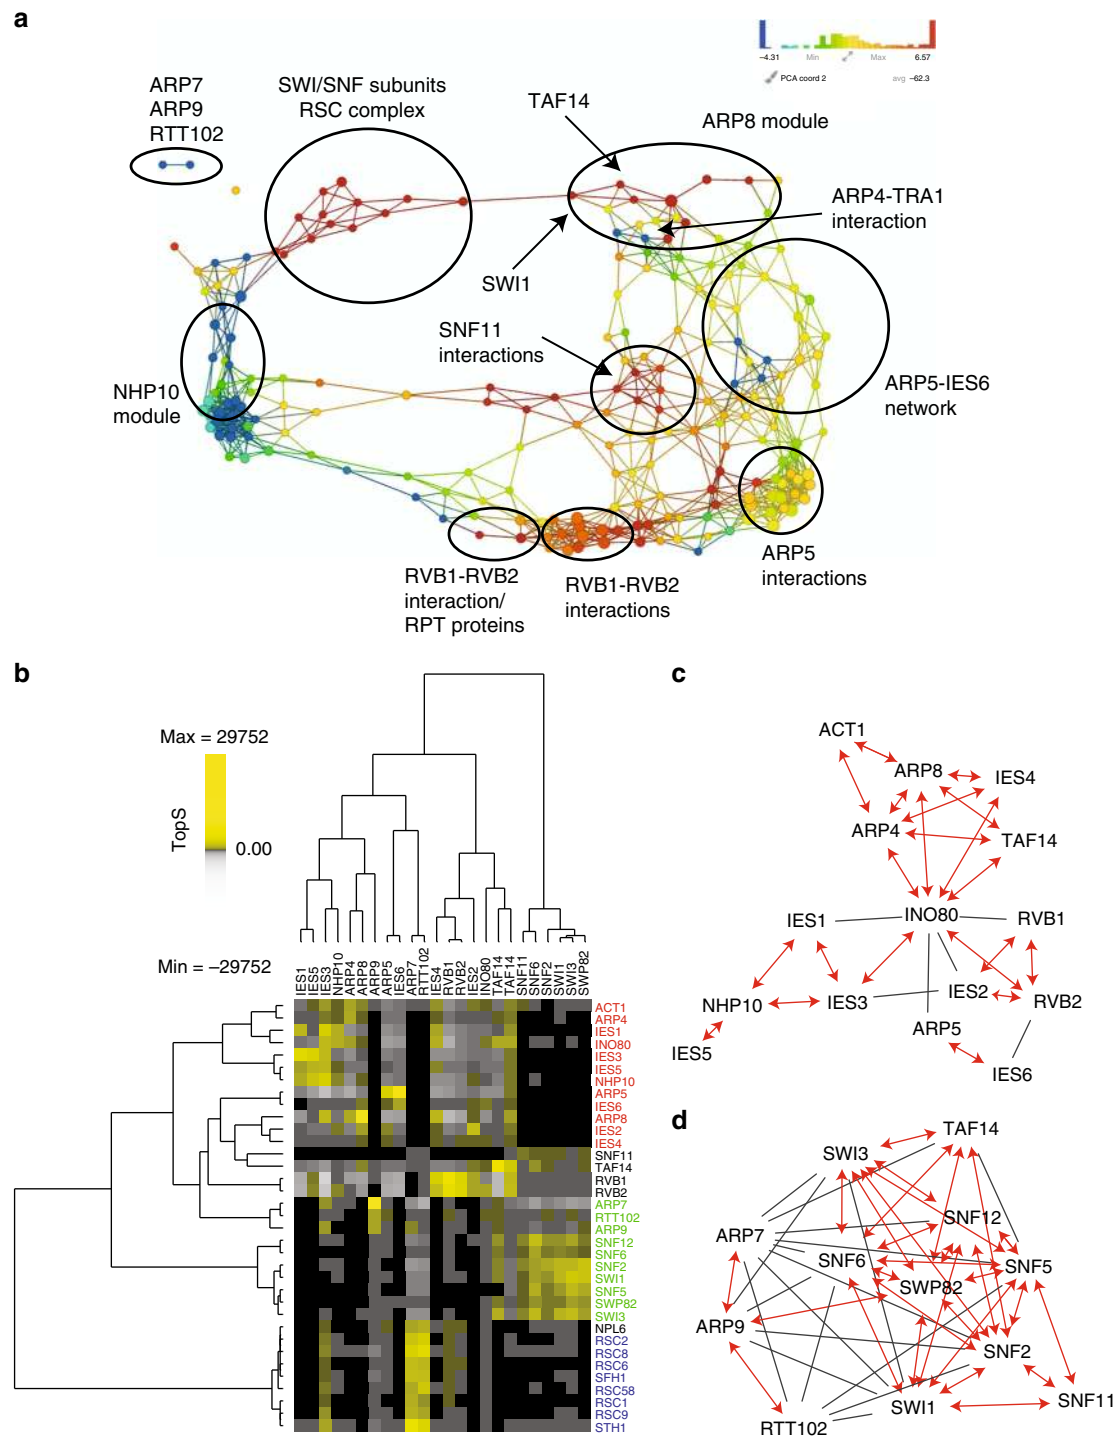 a
−4.31
Min
Max
6.57
PCA coord 2
avg −62.3
ARP7
ARP9
RTT102
SWI/SNF subunits
RSC complex
TAF14
ARP8 module
ARP4-TRA1
interaction
SWI1
SNF11
interactions
NHP10
module
ARP5-IES6
network
ARP5
interactions
RVB1-RVB2
interaction/
RPT proteins
RVB1-RVB2
interactions
b
Max = 29752
TopS
0.00
Min = −29752
IES1
IES5
IES3
NHP10
ARP4
ARP8
ARP9
ARP5
IES6
ARP7
RTT102
IES4
RVB1
RVB2
IES2
INO80
TAF14
TAF14
SNF11
SNF6
SNF2
SWI1
SWI3
SWP82
ACT1
ARP4
IES1
INO80
IES3
IES5
NHP10
ARP5
IES6
ARP8
IES2
IES4
SNF11
TAF14
RVB1
RVB2
ARP7
RTT102
ARP9
SNF12
SNF6
SNF2
SWI1
SNF5
SWP82
SWI3
NPL6
RSC2
RSC8
RSC6
SFH1
RSC58
RSC1
RSC9
STH1
c
ACT1
ARP8
IES4
ARP4
TAF14
IES1
INO80
RVB1
NHP10
IES3
IES2
RVB2
ARP5
IES5
IES6
d
TAF14
SWI3
SNF12
ARP7
SNF6
SNF5
SWP82
ARP9
SNF2
SWI1
SNF11
RTT102